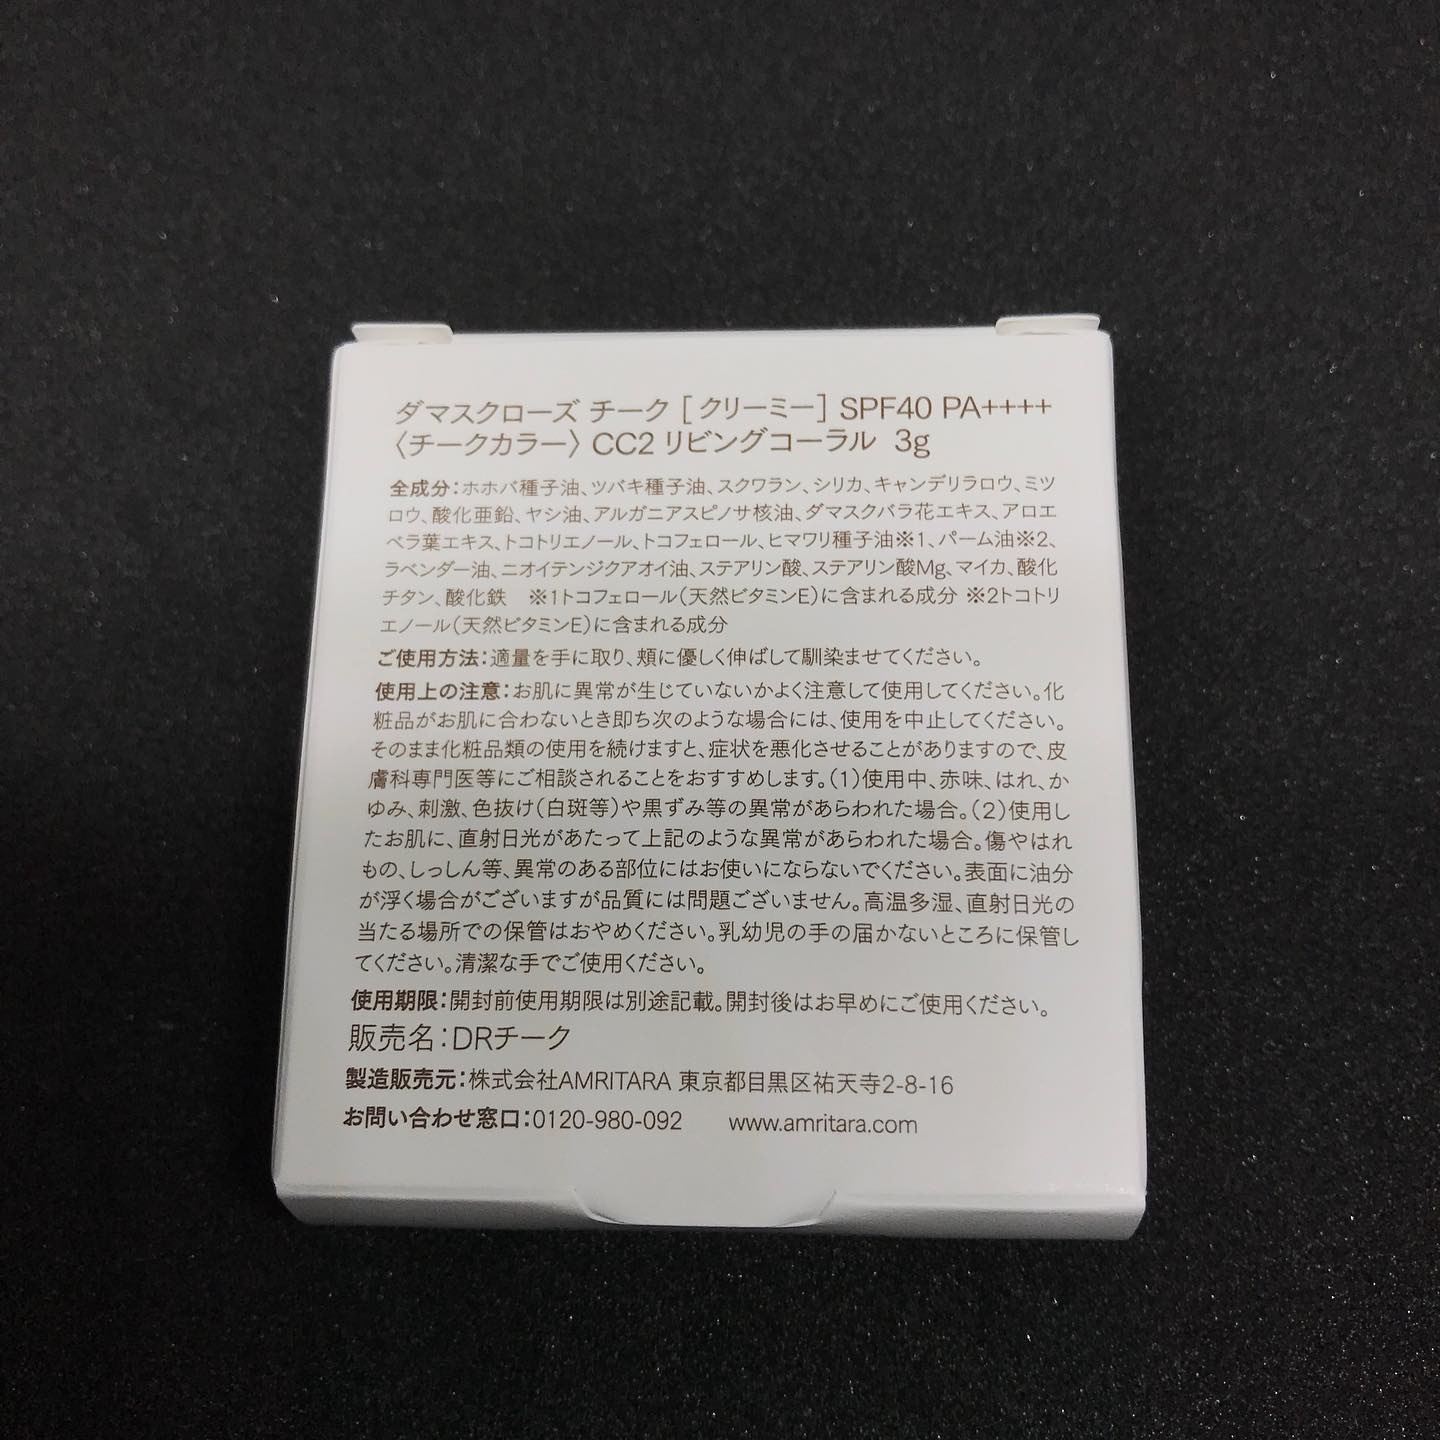 ダマスクローズ チーク [クリーミー] SPF40 PA++++
〈チークカラー〉 CC2 リビングコーラル 3g
全成分：ホホバ種子油、ツバキ種子油、スクワラン、シリカ、キャンデリラロウ、ミツ
ロウ、酸化亜鉛、ヤシ油、アルガニアスピノサ核油、ダマスクバラ花エキス、アロエ
ベラ葉エキス、トコトリエノール、トコフェロール、ヒマワリ種子油※1、パーム油※2、
ラベンダー油、ニオイテンジクアオイ油、ステアリン酸、ステアリン酸Mg、マイカ、酸化
チタン、酸化鉄 ※1トコフェロール（天然ビタミンE）に含まれる成分 ※2トコトリ
エノール（天然ビタミンE）に含まれる成分
ご使用方法：適量を手に取り、頬に優しく伸ばして馴染ませてください。
使用上の注意：お肌に異常が生じていないかよく注意して使用してください。化
粧品がお肌に合わないとき即ち次のような場合には、使用を中止してください。
そのまま化粧品類の使用を続けますと、症状を悪化させることがありますので、皮
膚科専門医等にご相談されることをおすすめします。（1）使用中、赤味、はれ、か
ゆみ、刺激、色抜け（白斑等）や黒ずみ等の異常があらわれた場合。（2）使用し
たお肌に、直射日光があたって上記のような異常があらわれた場合。傷やはれ
もの、しっしん等、異常のある部位にはお使いにならないでください。表面に油分
が浮く場合がございますが品質には問題ございません。高温多湿、直射日光の
当たる場所での保管はおやめください。乳幼児の手の届かないところに保管し
てください。清潔な手でご使用ください。
使用期限：開封前使用期限は別途記載。開封後はお早めにご使用ください。
販売名：DRチーク
製造販売元：株式会社AMRITARA 東京都目黒区祐天寺2-8-16
お問い合わせ窓口：0120-980-092 www.amritara.com